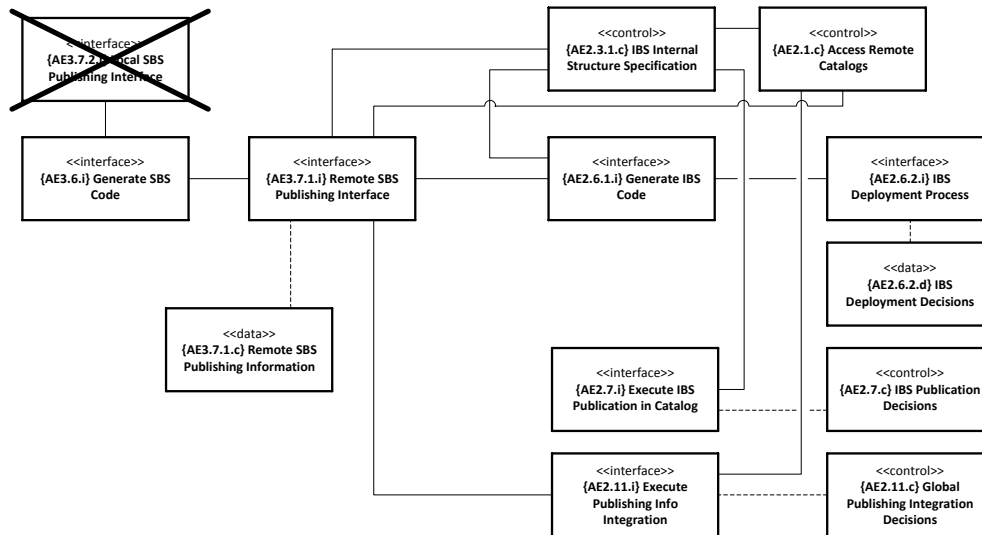 <<interface>>
{AE3.7.2.i} Local SBS
Publishing Interface
<<control>>
{AE2.3.1.c} IBS Internal
Structure Specification
<<control>>
{AE2.1.c} Access Remote
Catalogs
<<interface>>
{AE3.6.i} Generate SBS
Code
<<interface>>
{AE3.7.1.i} Remote SBS
Publishing Interface
<<interface>>
{AE2.6.1.i} Generate IBS
Code
<<interface>>
{AE2.6.2.i} IBS
Deployment Process
<<data>>
{AE2.6.2.d} IBS
Deployment Decisions
<<data>>
{AE3.7.1.c} Remote SBS
Publishing Information
<<interface>>
{AE2.7.i} Execute IBS
Publication in Catalog
<<control>>
{AE2.7.c} IBS Publication
Decisions
<<interface>>
{AE2.11.i} Execute
Publishing Info
Integration
<<control>>
{AE2.11.c} Global
Publishing Integration
Decisions